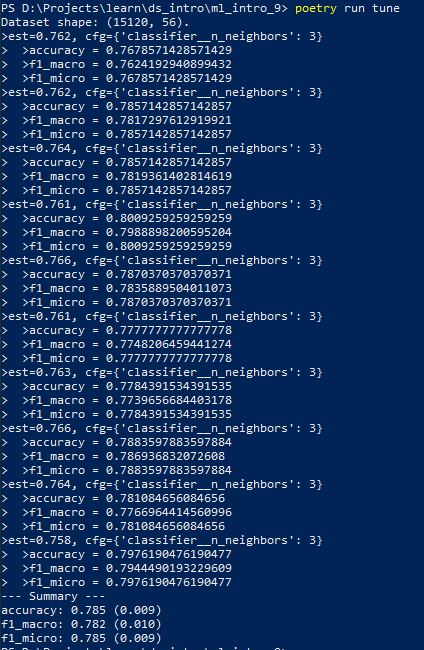 PS D:\Projects\learn\ds_intro\ml_intro_9> poetry run tune
Dataset shape: (15120, 56).
>est=0.762, cfg={'classifier__n_neighbors': 3}
>  >accuracy = 0.7678571428571429
>  >f1_macro = 0.7624192940899432
>  >f1_micro = 0.7678571428571429
>est=0.762, cfg={'classifier__n_neighbors': 3}
>  >accuracy = 0.7857142857142857
>  >f1_macro = 0.7817297612919921
>  >f1_micro = 0.7857142857142857
>est=0.764, cfg={'classifier__n_neighbors': 3}
>  >accuracy = 0.7857142857142857
>  >f1_macro = 0.7819361402814619
>  >f1_micro = 0.7857142857142857
>est=0.761, cfg={'classifier__n_neighbors': 3}
>  >accuracy = 0.8009259259259259
>  >f1_macro = 0.7988898200595204
>  >f1_micro = 0.8009259259259259
>est=0.766, cfg={'classifier__n_neighbors': 3}
>  >accuracy = 0.7870370370370371
>  >f1_macro = 0.7835889504011073
>  >f1_micro = 0.7870370370370371
>est=0.761, cfg={'classifier__n_neighbors': 3}
>  >accuracy = 0.7777777777777778
>  >f1_macro = 0.7748206459441274
>  >f1_micro = 0.7777777777777778
>est=0.763, cfg={'classifier__n_neighbors': 3}
>  >accuracy = 0.7784391534391535
>  >f1_macro = 0.7739656684403178
>  >f1_micro = 0.7784391534391535
>est=0.766, cfg={'classifier__n_neighbors': 3}
>  >accuracy = 0.7883597883597884
>  >f1_macro = 0.786936832072608
>  >f1_micro = 0.7883597883597884
>est=0.764, cfg={'classifier__n_neighbors': 3}
>  >accuracy = 0.781084656084656
>  >f1_macro = 0.7766964414560996
>  >f1_micro = 0.781084656084656
>est=0.758, cfg={'classifier__n_neighbors': 3}
>  >accuracy = 0.7976190476190477
>  >f1_macro = 0.7944490193229609
>  >f1_micro = 0.7976190476190477
--- Summary ---
accuracy: 0.785 (0.009)
f1_macro: 0.782 (0.010)
f1_micro: 0.785 (0.009)